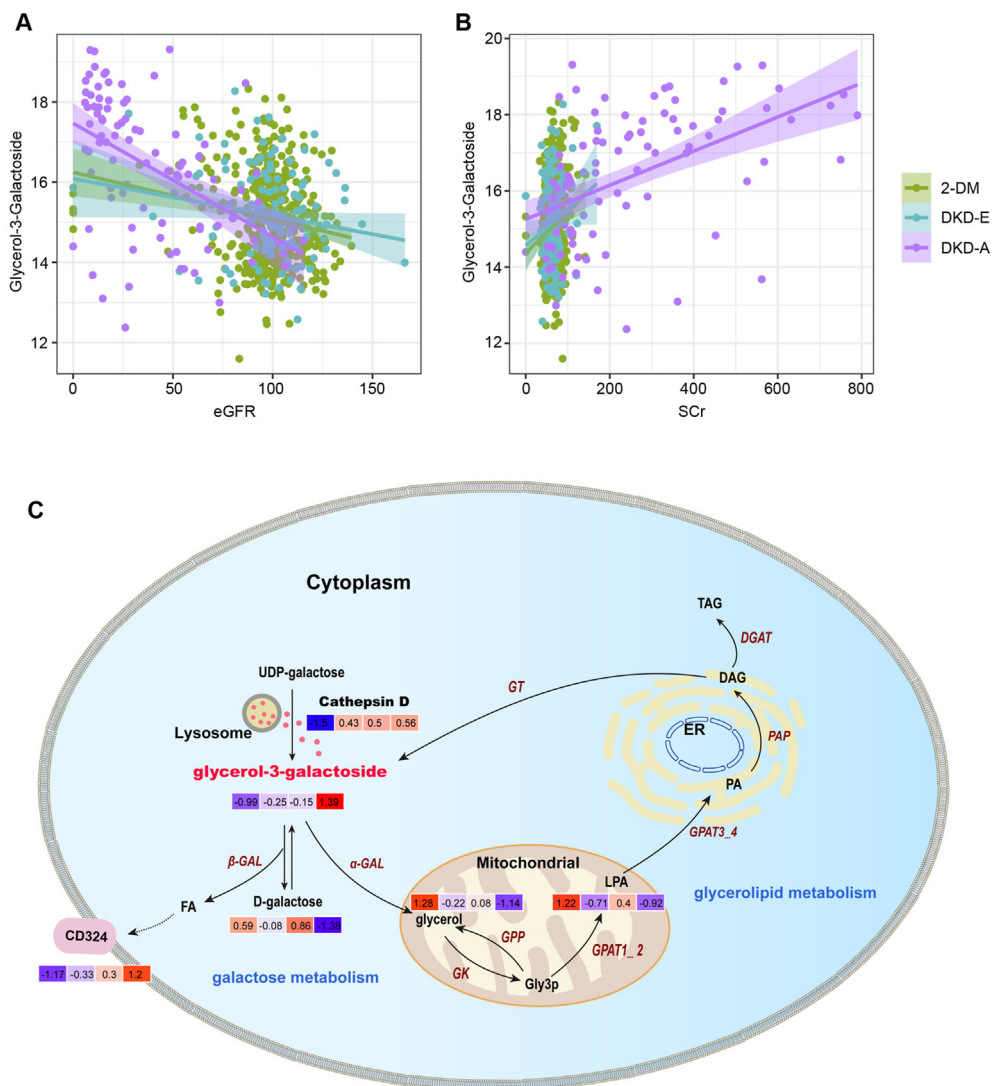 A
Glycerol-3-Galactoside
18
16
14
12
0
50
100
150
eGFR
B
Glycerol-3-Galactoside
20
18
16
14
12
0
200
400
600
800
SCr
2-DM
DKD-E
DKD-A
C
Cytoplasm
TAG
DGAT
UDP-galactose
GT
DAG
Cathepsin D
-1.5 0.43 0.5 0.56
Lysosome
ER
PAP
glycerol-3-galactoside
PA
-0.99 -0.25 -0.15 1.39
GPAT3_4
β-GAL
α-GAL
Mitochondrial
LPA
glycerolipid metabolism
1.28 -0.22 0.08 -1.14
1.22 -0.71 0.4 -0.92
FA
D-galactose
glycerol
0.59 -0.08 0.86 -1.38
CD324
GPP
GPAT1_2
-1.17 -0.33 0.3 1.2
galactose metabolism
GK
Gly3p